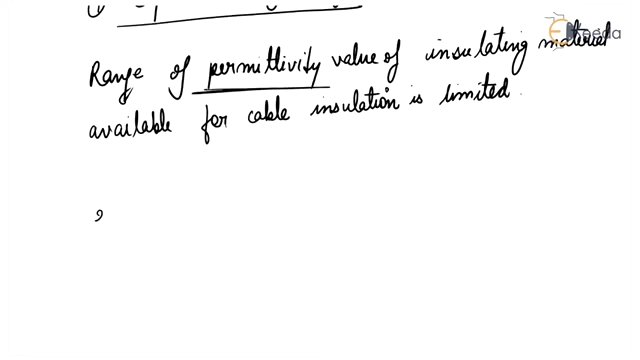 Range of permittivity value of insulating material
available for cable insulation is limited.